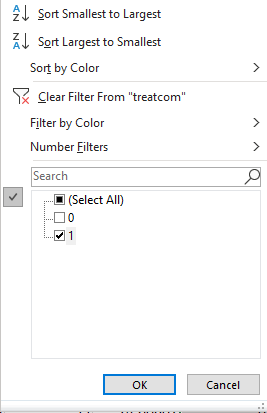 Sort Smallest to Largest
Sort Largest to Smallest
Sort by Color
Clear Filter From "treatcom"
Filter by Color
Number Filters
Search
(Select All)
0
1
OK
Cancel